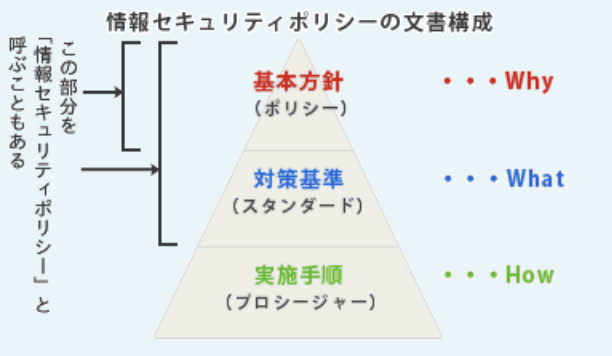 情報セキュリティポリシーの文書構成
この部分を
「情報セキュリティポリシー」と
呼ぶこともある
基本方針
（ポリシー）
・・・Why
対策基準
（スタンダード）
・・・What
実施手順
（プロシージャー）
・・・How